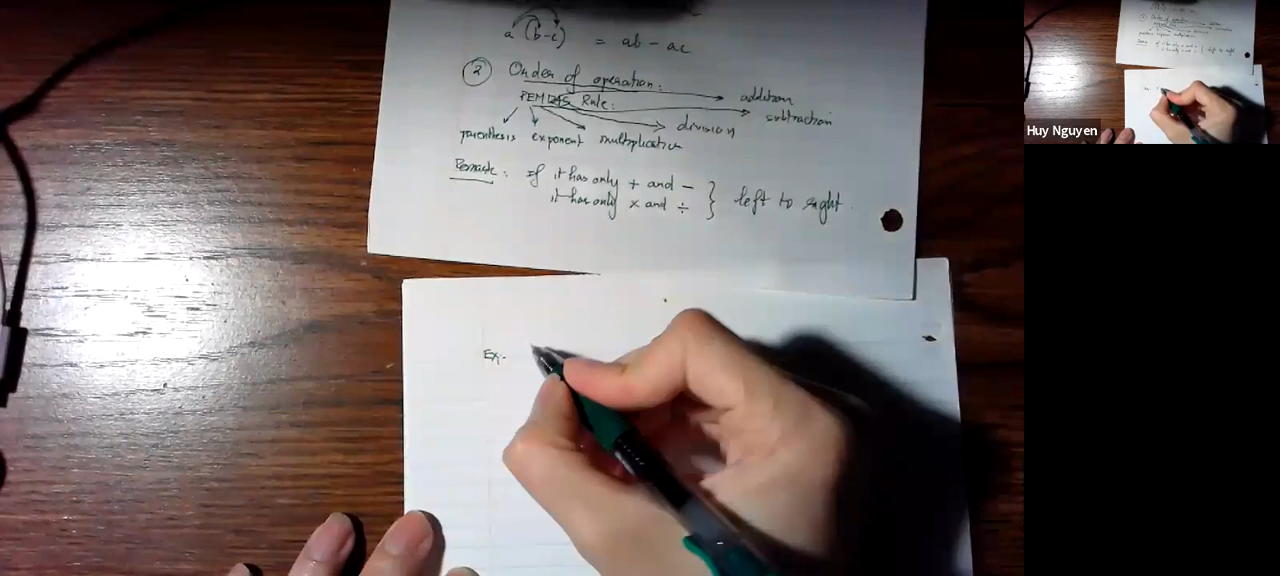 a (b-c) = ab - ac
② Order of operation:
PEMDAS Rule:
addition
subtraction
division
parenthesis exponent multiplication
Remark: If it has only + and -
it has only × and ÷ } left to right.
Ex:
Huy Nguyen